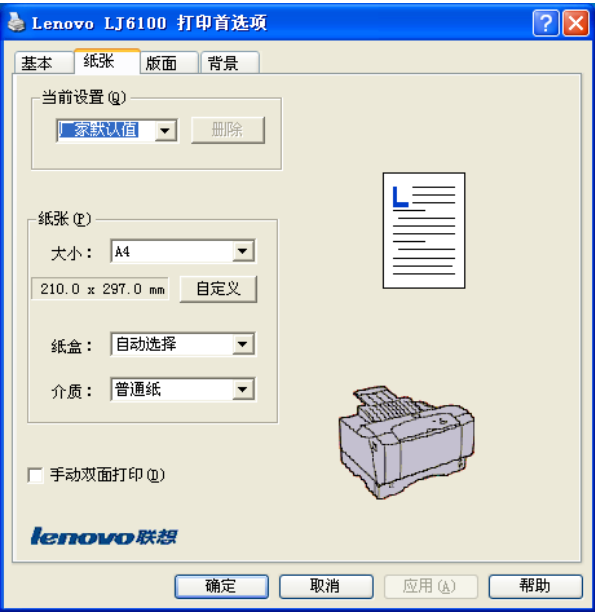 Lenovo LJ6100 打印首选项
基本 纸张 版面 背景
当前设置(Q)
厂家默认值 删除
L
纸张(P)
大小： A4
210.0 x 297.0 mm 自定义
纸盒： 自动选择
介质： 普通纸
手动双面打印(D)
lenovo联想
确定 取消 应用(A) 帮助